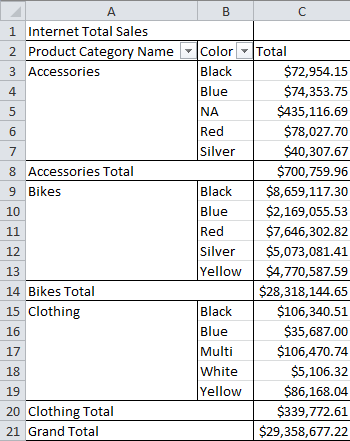 A B C
1 Internet Total Sales
2 Product Category Name Color Total
3 Accessories Black $72,954.15
4 Blue $74,353.75
5 NA $435,116.69
6 Red $78,027.70
7 Silver $40,307.67
8 Accessories Total $700,759.96
9 Bikes Black $8,659,117.30
10 Blue $2,169,055.53
11 Red $7,646,302.82
12 Silver $5,073,081.41
13 Yellow $4,770,587.59
14 Bikes Total $28,318,144.65
15 Clothing Black $106,340.51
16 Blue $35,687.00
17 Multi $106,470.74
18 White $5,106.32
19 Yellow $86,168.04
20 Clothing Total $339,772.61
21 Grand Total $29,358,677.22